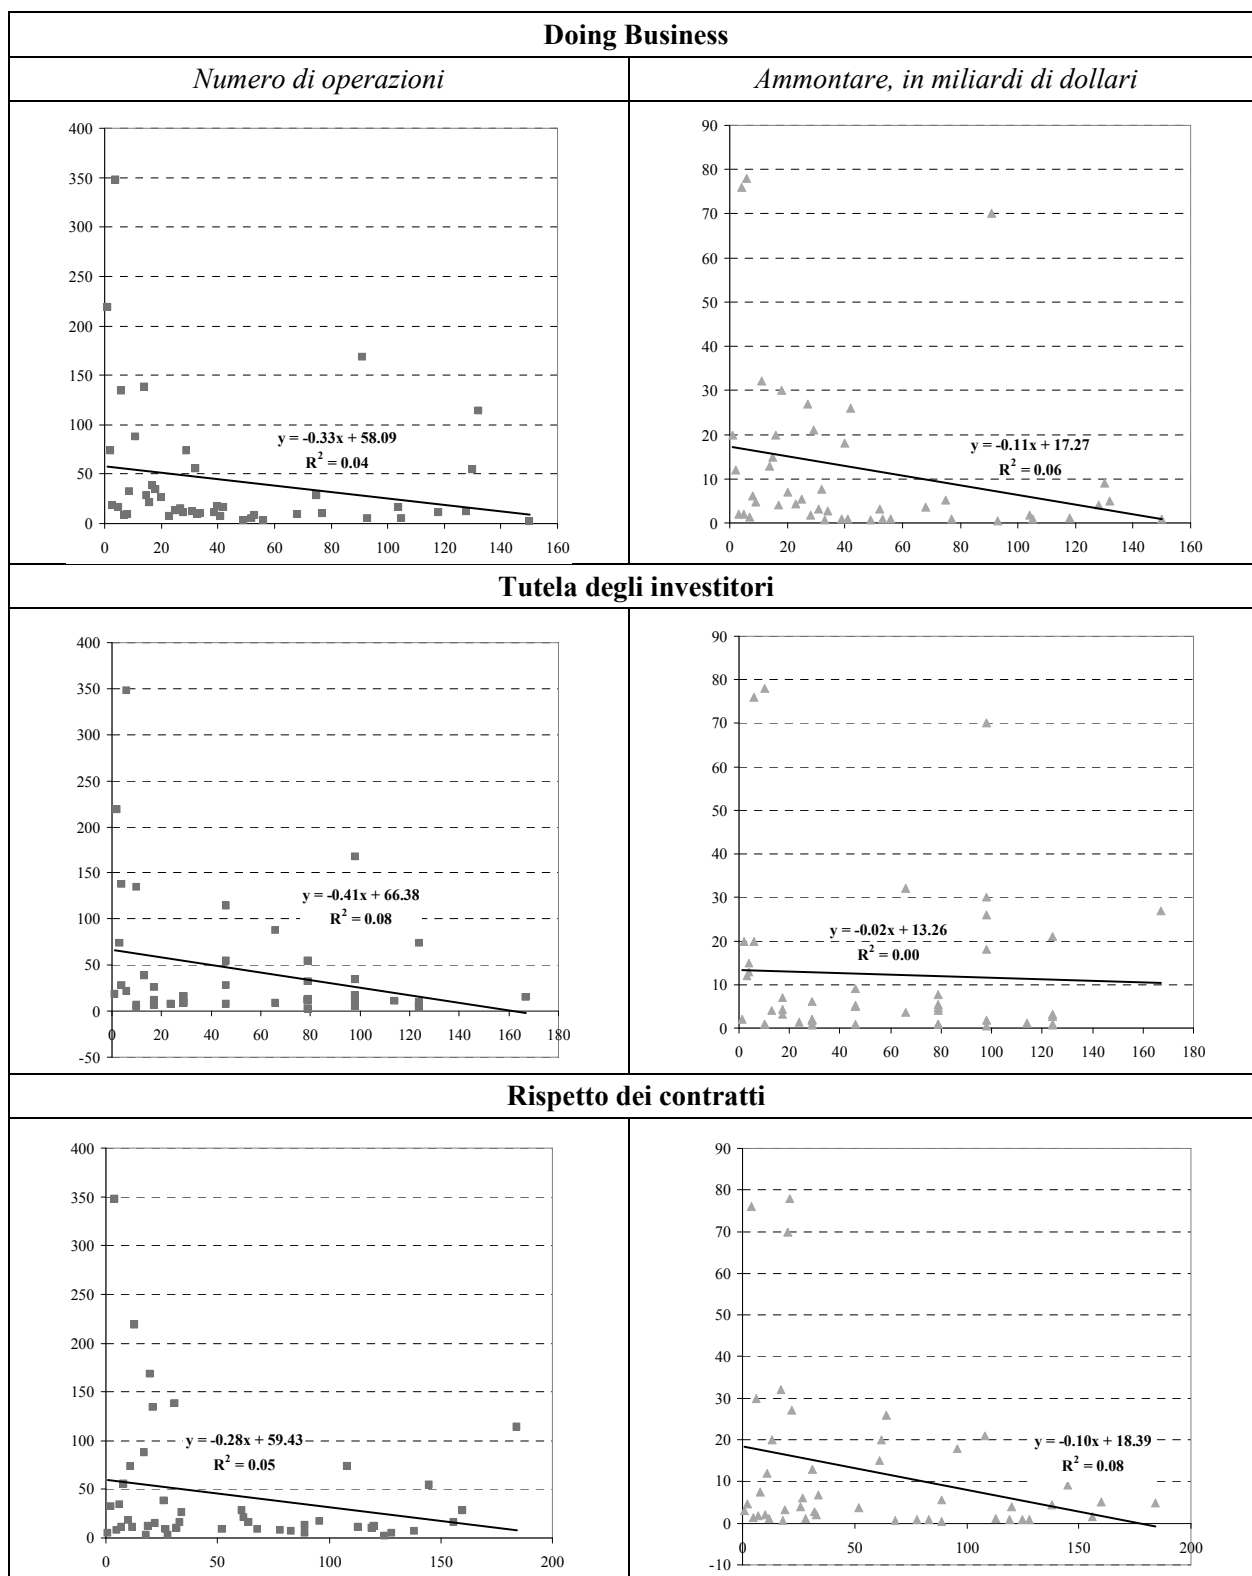 Doing Business
Numero di operazioni
Ammontare, in miliardi di dollari
400
350
300
250
200
150
100
50
0
y = -0.33x + 58.09
R² = 0.04
0 20 40 60 80 100 120 140 160
90
80
70
60
50
40
30
20
10
0
y = -0.11x + 17.27
R² = 0.06
0 20 40 60 80 100 120 140 160
Tutela degli investitori
400
350
300
250
200
150
100
50
0
-50
y = -0.41x + 66.38
R² = 0.08
0 20 40 60 80 100 120 140 160 180
90
80
70
60
50
40
30
20
10
0
y = -0.02x + 13.26
R² = 0.00
0 20 40 60 80 100 120 140 160 180
Rispetto dei contratti
400
350
300
250
200
150
100
50
0
y = -0.28x + 59.43
R² = 0.05
0 50 100 150 200
90
80
70
60
50
40
30
20
10
0
-10
y = -0.10x + 18.39
R² = 0.08
0 50 100 150 200